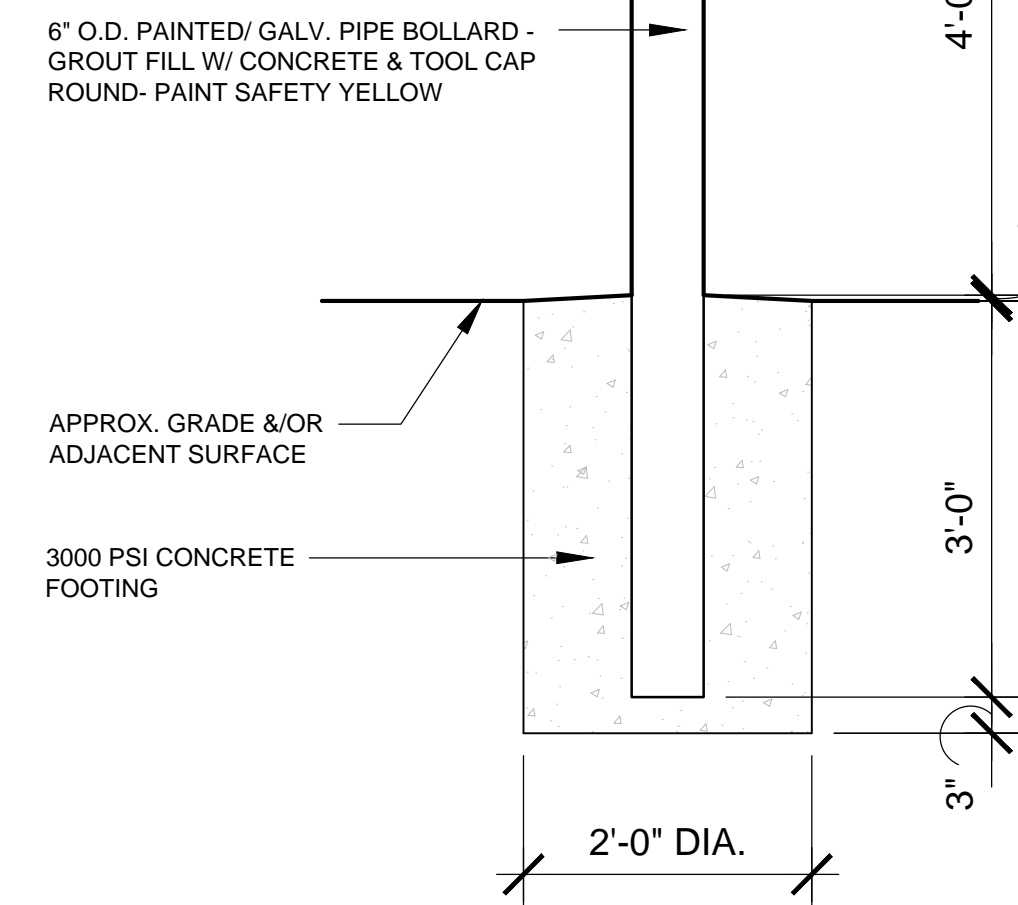 6" O.D. PAINTED/ GALV. PIPE BOLLARD -
GROUT FILL W/ CONCRETE & TOOL CAP
ROUND- PAINT SAFETY YELLOW
APPROX. GRADE &/OR
ADJACENT SURFACE
3000 PSI CONCRETE
FOOTING
3'-0"
3"
2'-0" DIA.